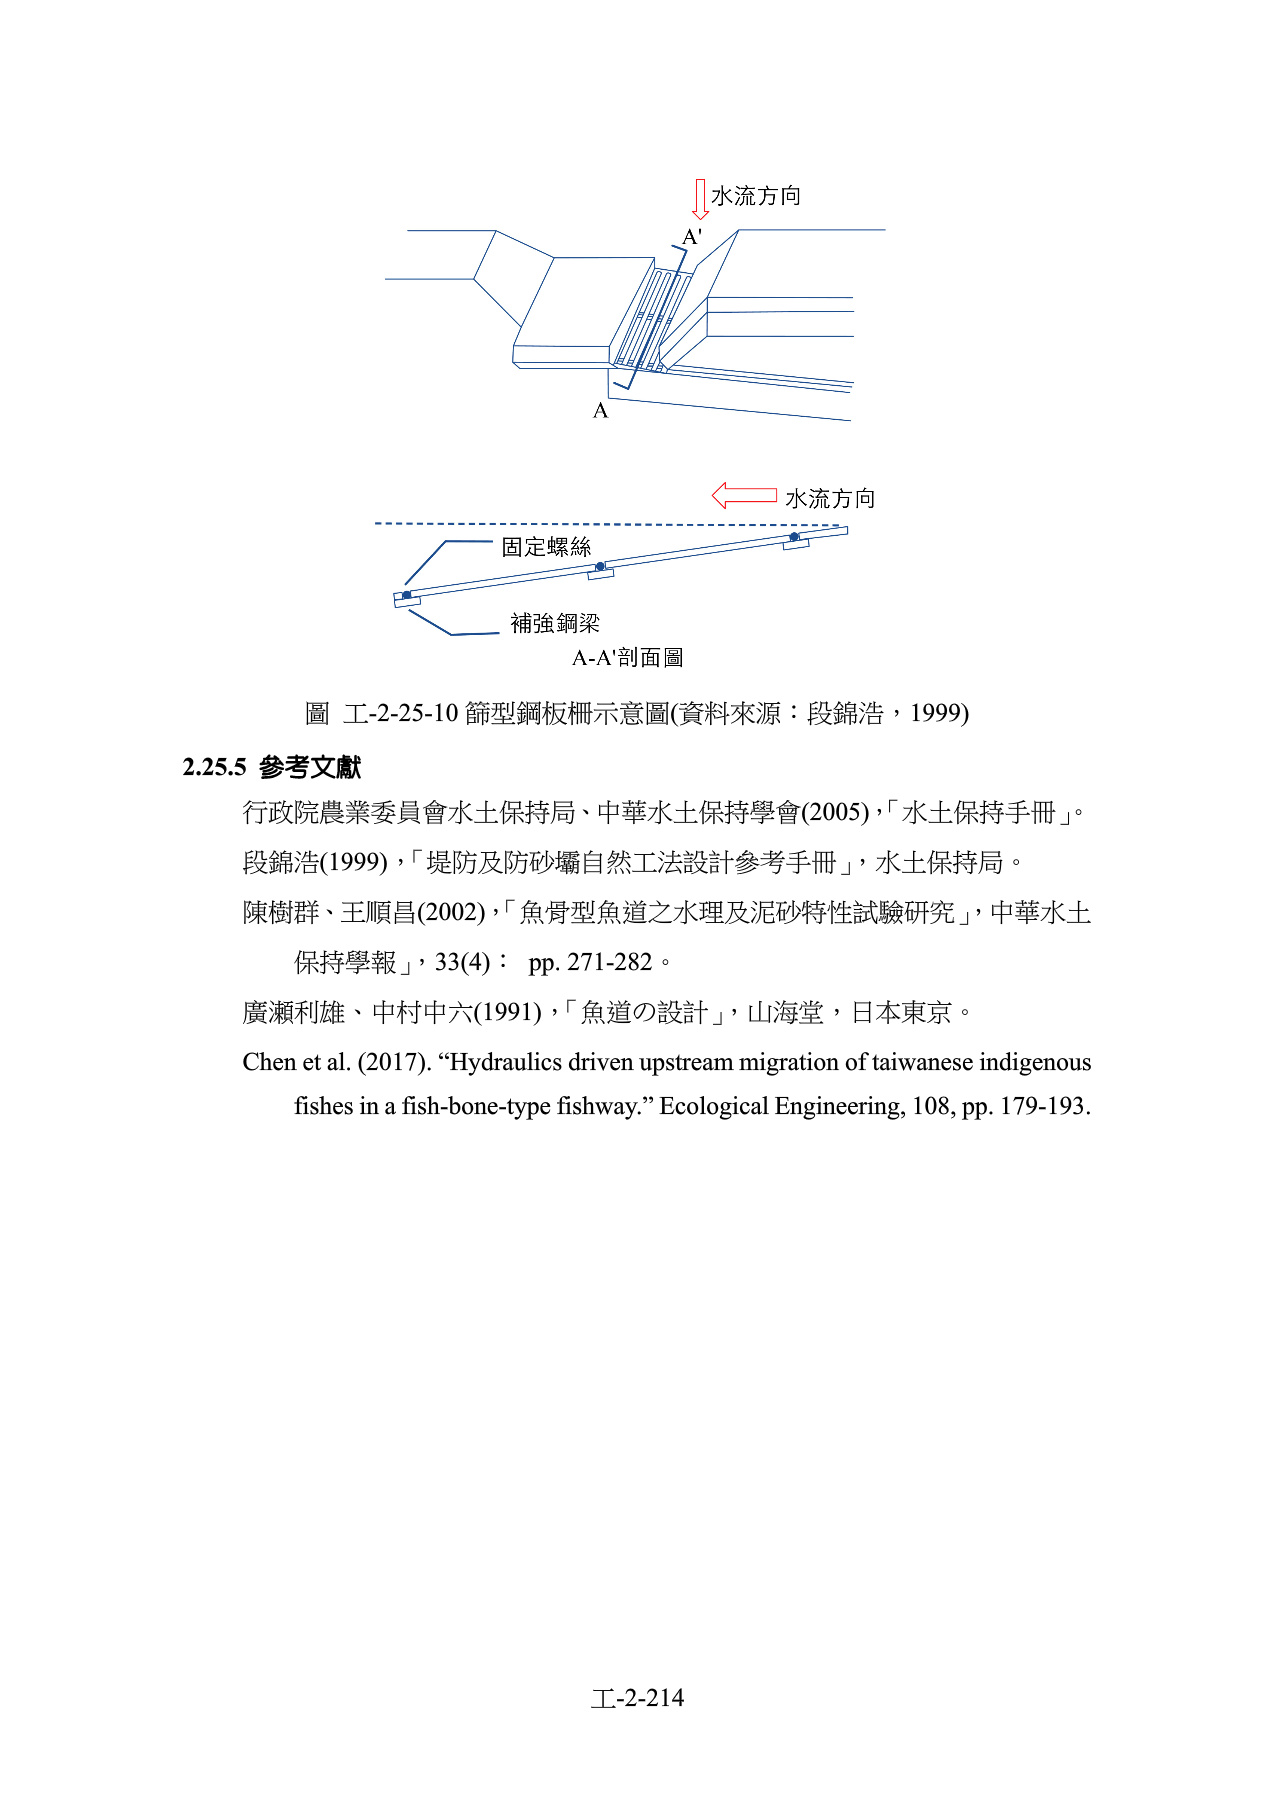 水流方向
A'
A
水流方向
固定螺絲
補強鋼梁
A-A'剖面圖
圖 工-2-25-10 篩型鋼板柵示意圖(資料來源：段錦浩，1999)
2.25.5 參考文獻
行政院農業委員會水土保持局、中華水土保持學會(2005)，「水土保持手冊」。
段錦浩(1999)，「堤防及防砂壩自然工法設計參考手冊」，水土保持局。
陳樹群、王順昌(2002)，「魚骨型魚道之水理及泥砂特性試驗研究」，中華水土
保持學報」，33(4)： pp. 271-282。
廣瀬利雄、中村中六(1991)，「魚道の設計」，山海堂，日本東京。
Chen et al. (2017). “Hydraulics driven upstream migration of taiwanese indigenous
fishes in a fish-bone-type fishway.” Ecological Engineering, 108, pp. 179-193.
工-2-214